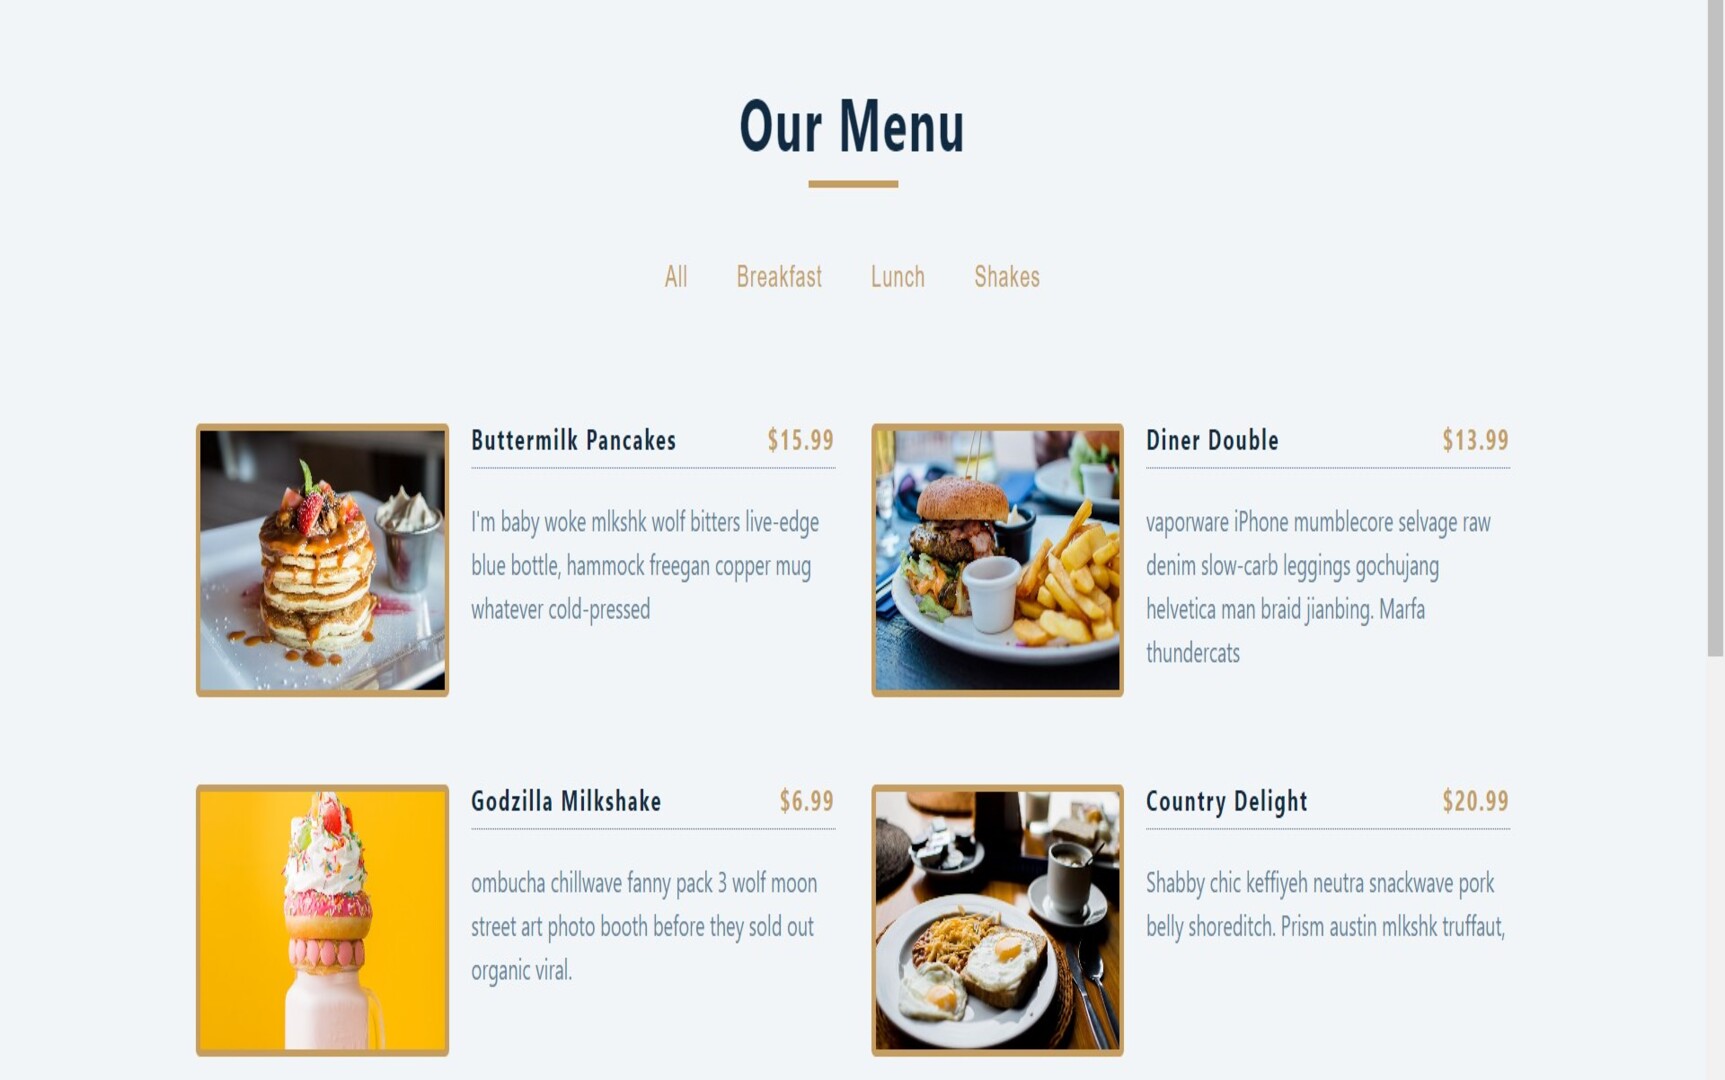 Our Menu
All Breakfast Lunch Shakes
Buttermilk Pancakes $15.99
I'm baby woke mlkshk wolf bitters live-edge
blue bottle, hammock freegan copper mug
whatever cold-pressed
Diner Double $13.99
vaporware iPhone mumblecore selvage raw
denim slow-carb leggings gochujang
helvetica man braid jianbing. Marfa
thundercats
Godzilla Milkshake $6.99
ombucha chillwave fanny pack 3 wolf moon
street art photo booth before they sold out
organic viral.
Country Delight $20.99
Shabby chic keffiyeh neutra snackwave pork
belly shoreditch. Prism austin mlkshk truffaut,